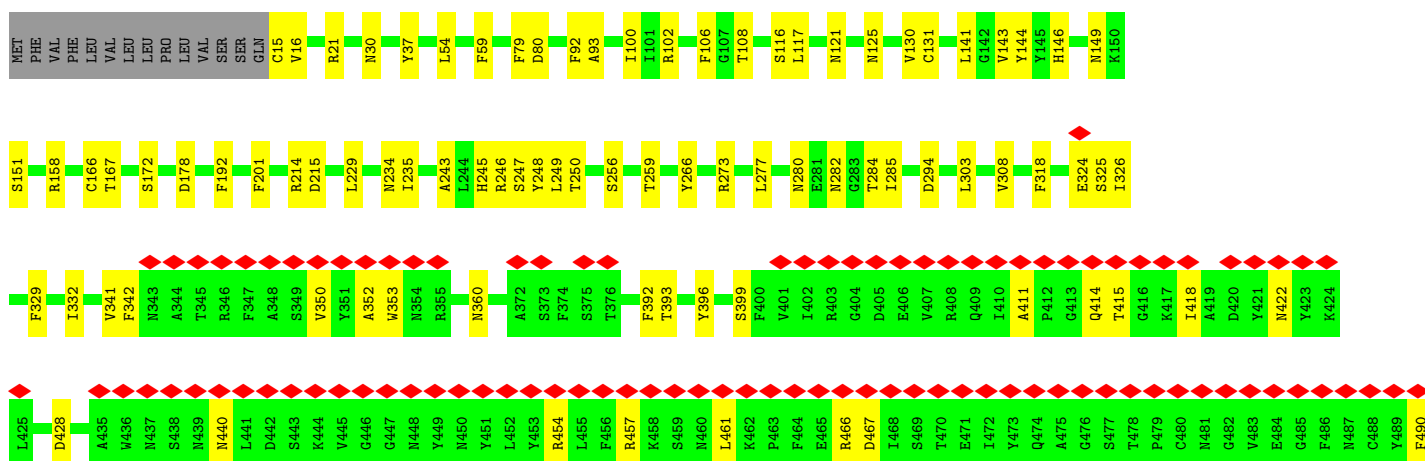 MET PHE VAL PHE LEU VAL LEU LEU PRO LEU VAL SER SER GLN C15 V16 R21 N30 Y37 L54 F59 F79 D80 F92 A93 I100 I101 R102 F106 G107 T108 S116 L117 N121 N125 V130 C131 L141 G142 V143 Y144 Y145 H146 N149 K150
S151 R158 C166 T167 S172 D178 F192 F201 R214 D215 L229 N234 I235 A243 L244 H245 R246 S247 Y248 L249 T250 S256 T259 Y266 R273 L277 N280 E281 N282 G283 T284 I285 D294 L303 V308 F318 E324 S325 I326
F329 I332 V341 F342 N343 A344 T345 R346 F347 A348 S349 V350 Y351 A352 W353 N354 R355 N360 A372 S373 F374 S375 T376 F392 T393 Y396 S399 F400 V401 I402 R403 G404 D405 E406 V407 R408 Q409 I410 A411 P412 G413 Q414 T415 G416 K417 I418 A419 D420 Y421 N422 Y423 K424
L425 D428 A435 W436 N437 S438 N439 N440 L441 D442 S443 K444 V445 G446 G447 N448 Y449 N450 Y451 L452 Y453 R454 L455 F456 R457 K458 S459 N460 L461 K462 P463 F464 E465 R466 D467 I468 S469 T470 E471 I472 Y473 Q474 A475 G476 S477 T478 P479 C480 N481 G482 V483 E484 G485 F486 N487 C488 Y489 F490